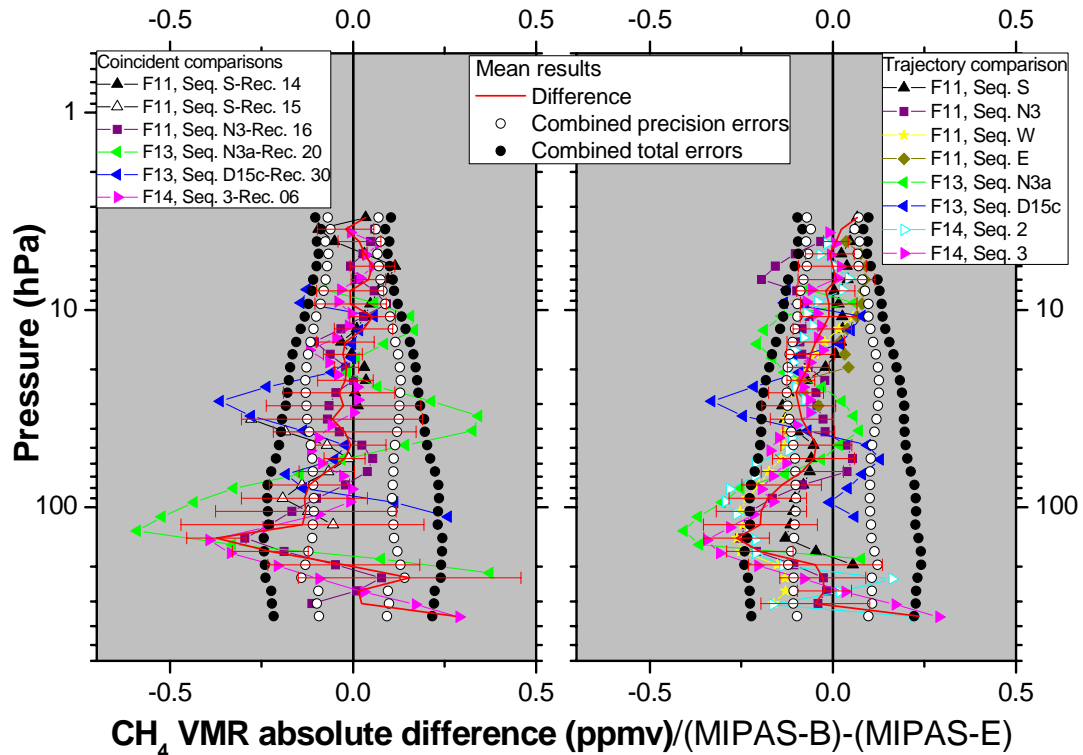 -0.5 0.0 0.5 -0.5 0.0 0.5
Coincident comparisons
F11, Seq. S-Rec. 14
F11, Seq. S-Rec. 15
F11, Seq. N3-Rec. 16
F13, Seq. N3a-Rec. 20
F13, Seq. D15c-Rec. 30
F14, Seq. 3-Rec. 06
Mean results
Difference
Combined precision errors
Combined total errors
Trajectory comparison
F11, Seq. S
F11, Seq. N3
F11, Seq. W
F11, Seq. E
F13, Seq. N3a
F13, Seq. D15c
F14, Seq. 2
F14, Seq. 3
Pressure (hPa)
1
10
100
10
100
-0.5 0.0 0.5 -0.5 0.0 0.5
CH4 VMR absolute difference (ppmv)/(MIPAS-B)-(MIPAS-E)